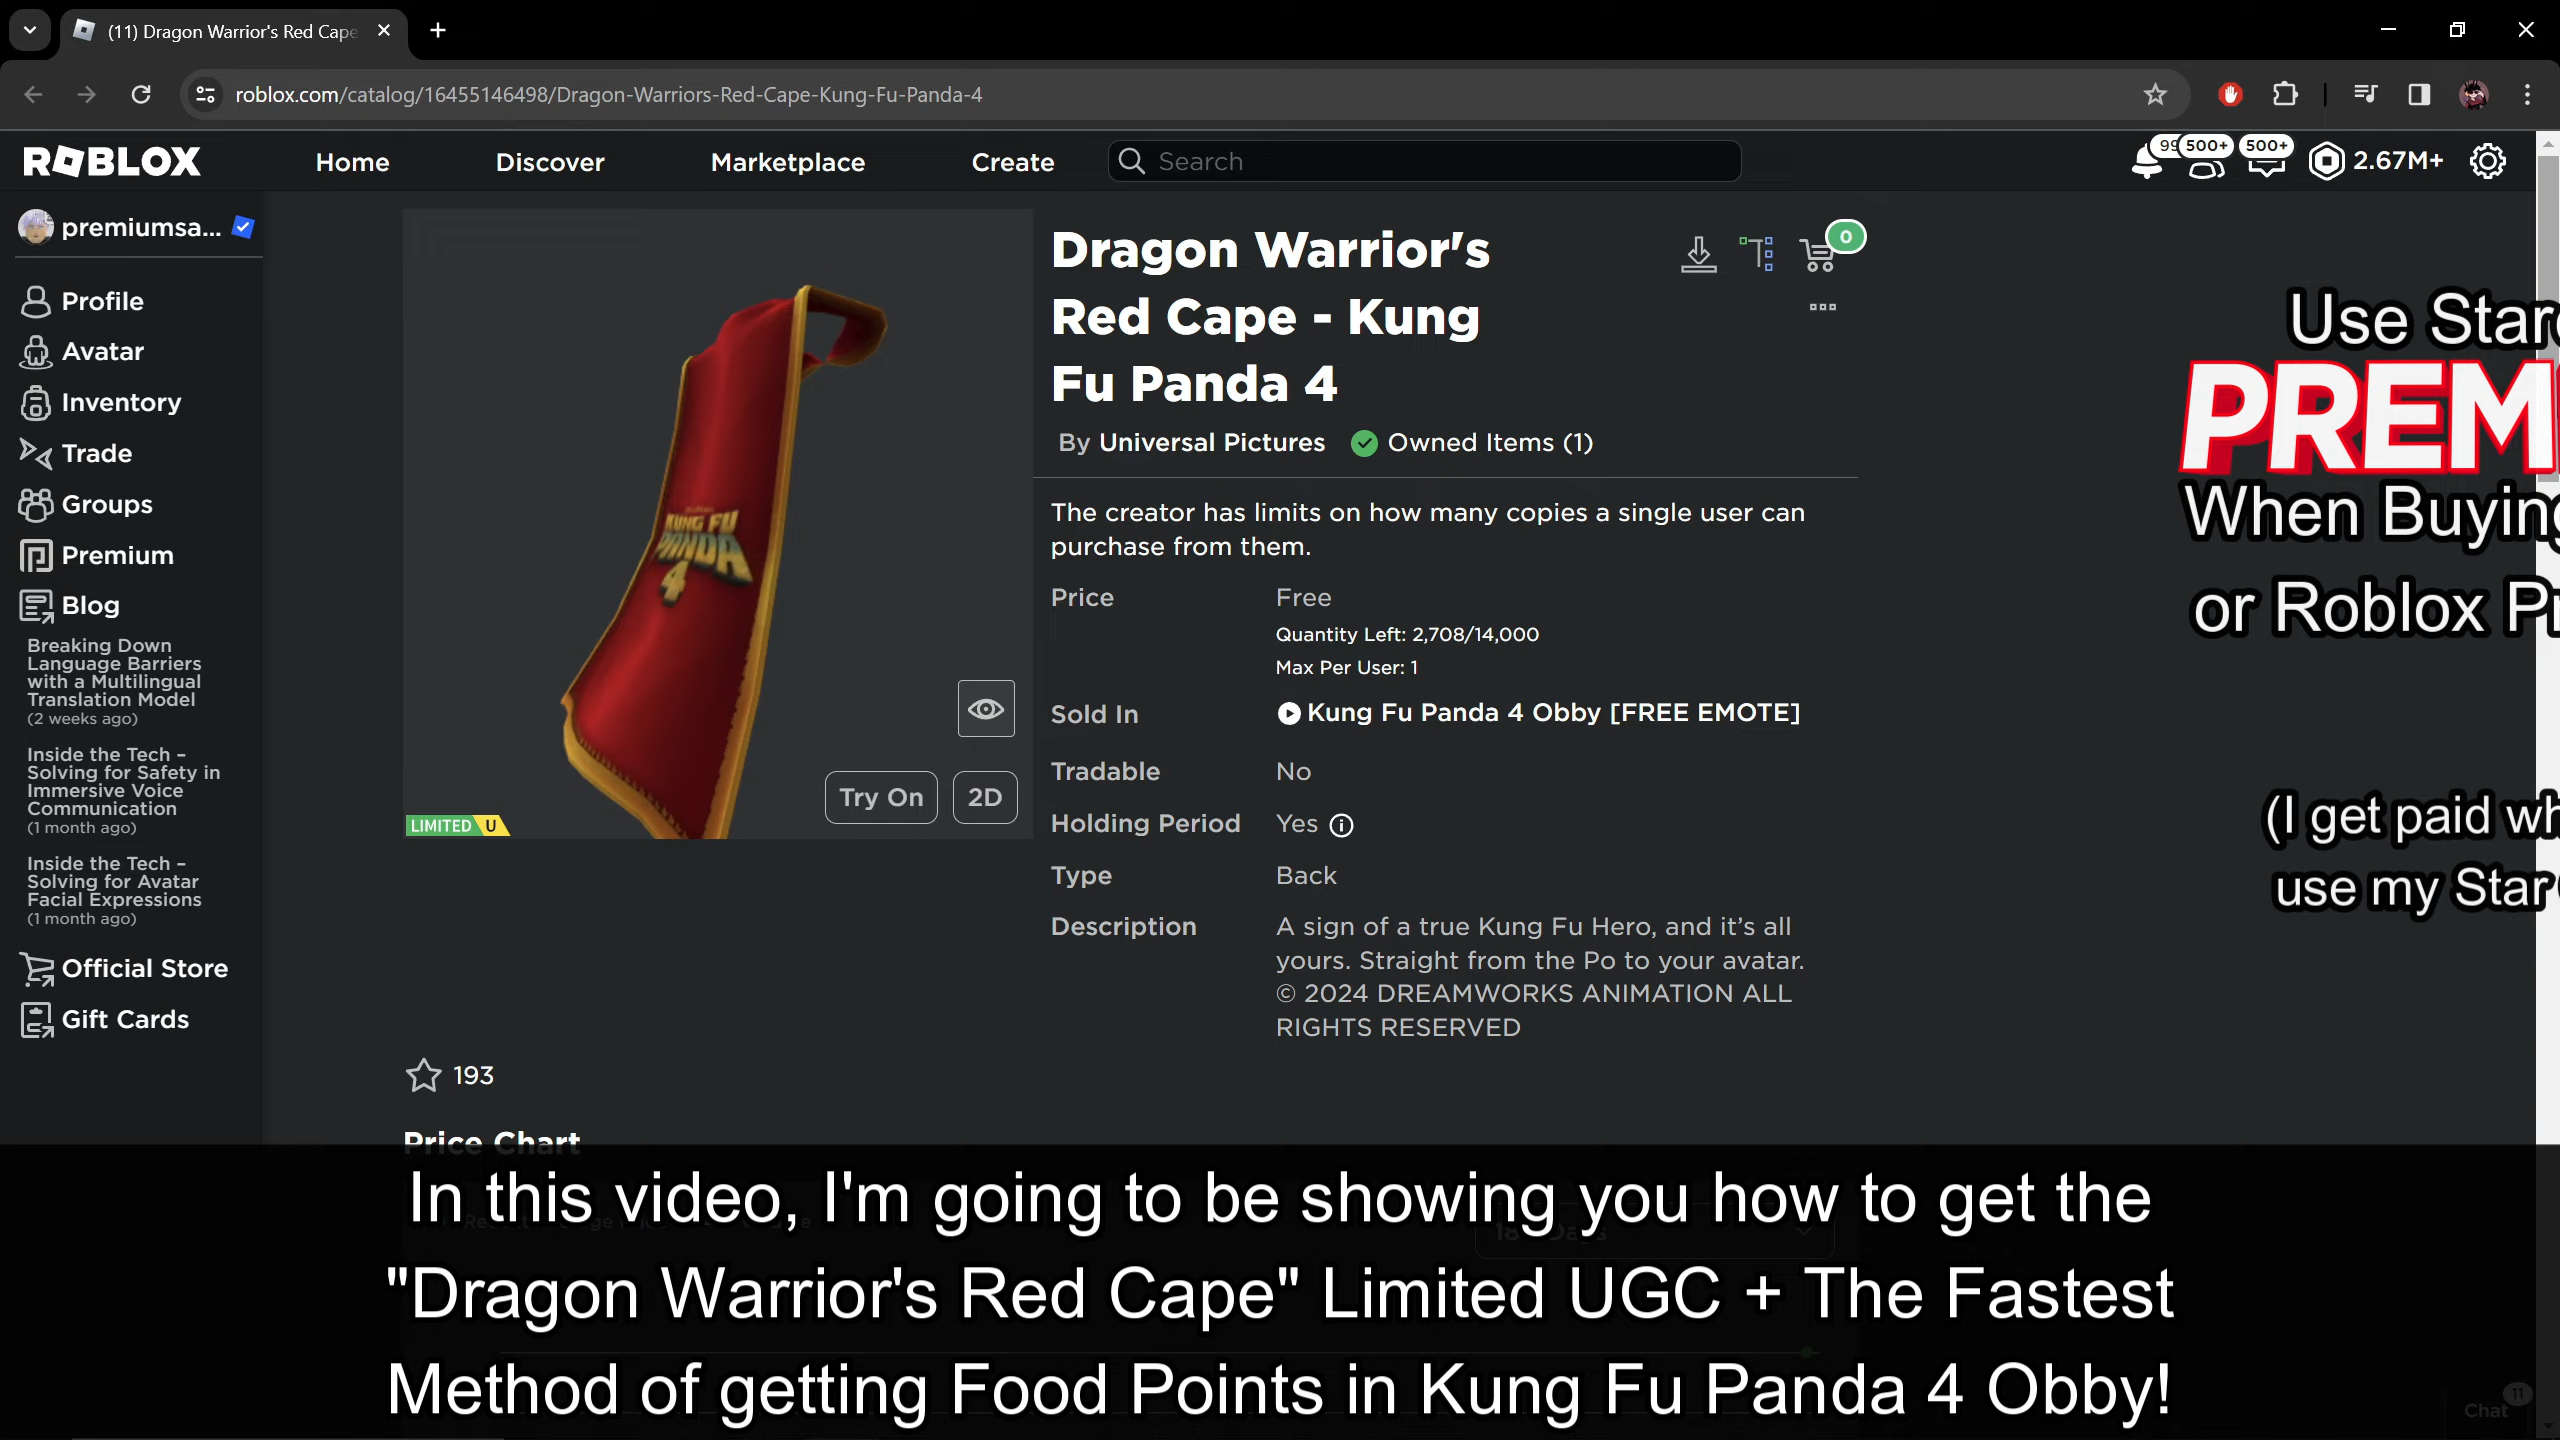 (11) Dragon Warrior's Red Cape
roblox.com/catalog/16455146498/Dragon-Warriors-Red-Cape-Kung-Fu-Panda-4
ROBLOX
Home
Discover
Marketplace
Create
Search
99
500+
500+
2.67M+
premiumsa...
Profile
Avatar
Inventory
Trade
Groups
Premium
Blog
Breaking Down
Language Barriers
with a Multilingual
Translation Model
(2 weeks ago)
Inside the Tech –
Solving for Safety in
Immersive Voice
Communication
(1 month ago)
Inside the Tech –
Solving for Avatar
Facial Expressions
(1 month ago)
Official Store
Gift Cards
KUNG FU
PANDA
4
Try On
2D
LIMITED U
193
Price Chart
Dragon Warrior's
Red Cape - Kung
Fu Panda 4
0
By Universal Pictures Owned Items (1)
The creator has limits on how many copies a single user can
purchase from them.
Price Free
Quantity Left: 2,708/14,000
Max Per User: 1
Sold In Kung Fu Panda 4 Obby [FREE EMOTE]
Tradable No
Holding Period Yes
Type Back
Description A sign of a true Kung Fu Hero, and it's all
yours. Straight from the Po to your avatar.
© 2024 DREAMWORKS ANIMATION ALL
RIGHTS RESERVED
Use
PREM
When Buying
or Roblox
(I get paid
use my Star
In this video, I'm going to be showing you how to get the
"Dragon Warrior's Red Cape" Limited UGC + The Fastest
Method of getting Food Points in Kung Fu Panda 4 Obby!
Chat
11